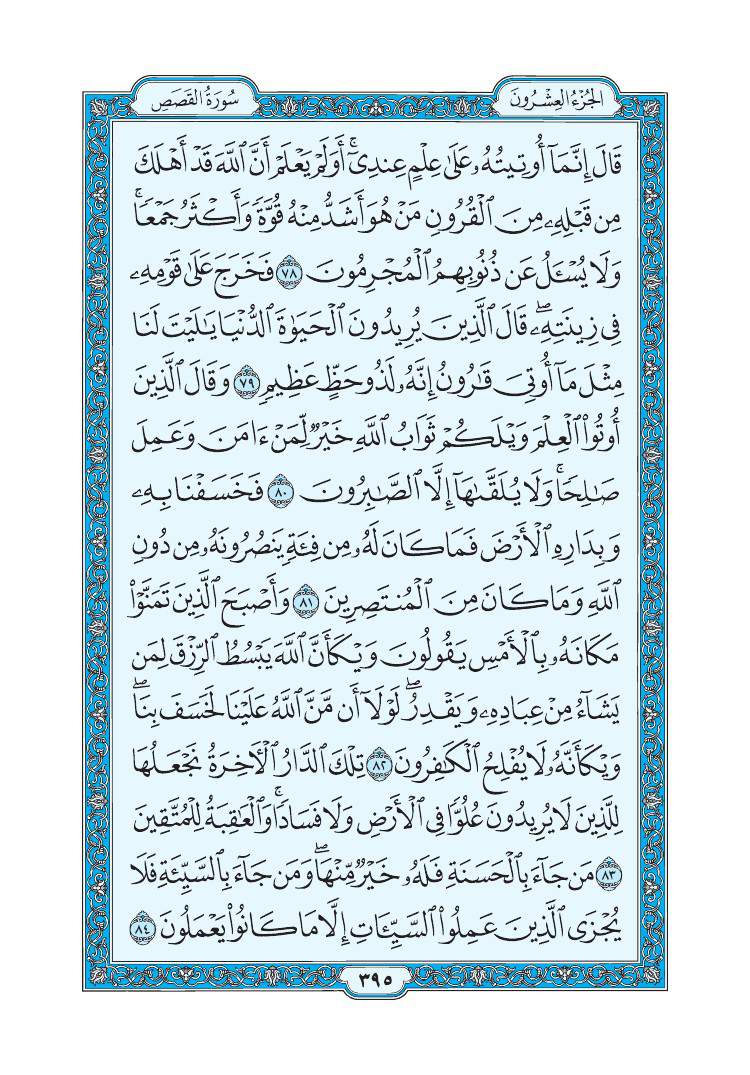 الجُزْءُ العِشْرُونَ
سُورَةُ القَصَصِ
قَالَ إِنَّمَآ أُوتِيتُهُۥ عَلَىٰ عِلْمٍ عِندِىٓ ۚ أَوَلَمْ يَعْلَمْ أَنَّ ٱللَّهَ قَدْ أَهْلَكَ
مِن قَبْلِهِۦ مِنَ ٱلْقُرُونِ مَنْ هُوَ أَشَدُّ مِنْهُ قُوَّةً وَأَكْثَرُ جَمْعًا ۚ
وَلَا يُسْـَٔلُ عَن ذُنُوبِهِمُ ٱلْمُجْرِمُونَ ٧٨ فَخَرَجَ عَلَىٰ قَوْمِهِۦ
فِى زِينَتِهِۦ ۖ قَالَ ٱلَّذِينَ يُرِيدُونَ ٱلْحَيَوٰةَ ٱلدُّنْيَا يَٰلَيْتَ لَنَا
مِثْلَ مَآ أُوتِىَ قَٰرُونُ إِنَّهُۥ لَذُو حَظٍّ عَظِيمٍ ٧٩ وَقَالَ ٱلَّذِينَ
أُوتُوا۟ ٱلْعِلْمَ وَيْلَكُمْ ثَوَابُ ٱللَّهِ خَيْرٌ لِّمَنْ ءَامَنَ وَعَمِلَ
صَٰلِحًا ۚ وَلَا يُلَقَّىٰهَآ إِلَّا ٱلصَّٰبِرُونَ ٨٠ فَخَسَفْنَا بِهِۦ
وَبِدَارِهِ ٱلْأَرْضَ فَمَا كَانَ لَهُۥ مِن فِئَةٍ يَنصُرُونَهُۥ مِن دُونِ
ٱللَّهِ وَمَا كَانَ مِنَ ٱلْمُنتَصِرِينَ ٨١ وَأَصْبَحَ ٱلَّذِينَ تَمَنَّوْا۟
مَكَانَهُۥ بِٱلْأَمْسِ يَقُولُونَ وَيْكَأَنَّ ٱللَّهَ يَبْسُطُ ٱلرِّزْقَ لِمَن
يَشَآءُ مِنْ عِبَادِهِۦ وَيَقْدِرُ ۖ لَوْلَآ أَن مَّنَّ ٱللَّهُ عَلَيْنَا لَخَسَفَ بِنَا ۖ
وَيْكَأَنَّهُۥ لَا يُفْلِحُ ٱلْكَٰفِرُونَ ٨٢ تِلْكَ ٱلدَّارُ ٱلْـَٔاخِرَةُ نَجْعَلُهَا
لِلَّذِينَ لَا يُرِيدُونَ عُلُوًّا فِى ٱلْأَرْضِ وَلَا فَسَادًا ۚ وَٱلْعَٰقِبَةُ لِلْمُتَّقِينَ
٨٣ مَن جَآءَ بِٱلْحَسَنَةِ فَلَهُۥ خَيْرٌ مِّنْهَا ۖ وَمَن جَآءَ بِٱلسَّيِّئَةِ فَلَا
يُجْزَى ٱلَّذِينَ عَمِلُوا۟ ٱلسَّيِّـَٔاتِ إِلَّا مَا كَانُوا۟ يَعْمَلُونَ ٨٤
٣٩٥